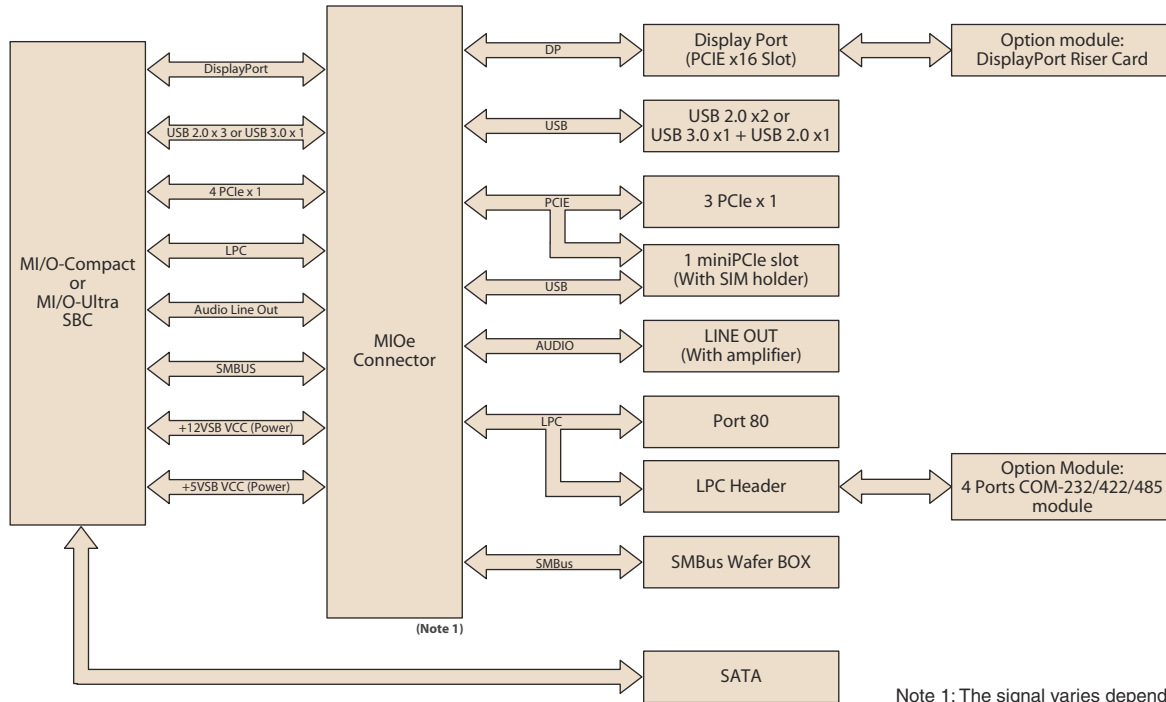 MI/O-Compact
or
MI/O-Ultra
SBC
DisplayPort
USB 2.0 x 3 or USB 3.0 x 1
4 PCIe x 1
LPC
Audio Line Out
SMBUS
+12VSB VCC (Power)
+5VSB VCC (Power)
MIOe
Connector
(Note 1)
DP
USB
PCIE
USB
AUDIO
LPC
SMBus
Display Port
(PCIE x16 Slot)
USB 2.0 x2 or
USB 3.0 x1 + USB 2.0 x1
3 PCIe x 1
1 miniPCIe slot
(With SIM holder)
LINE OUT
(With amplifier)
Port 80
LPC Header
SMBus Wafer BOX
SATA
Option module:
DisplayPort Riser Card
Option Module:
4 Ports COM-232/422/485
module
Note 1: The signal varies depend